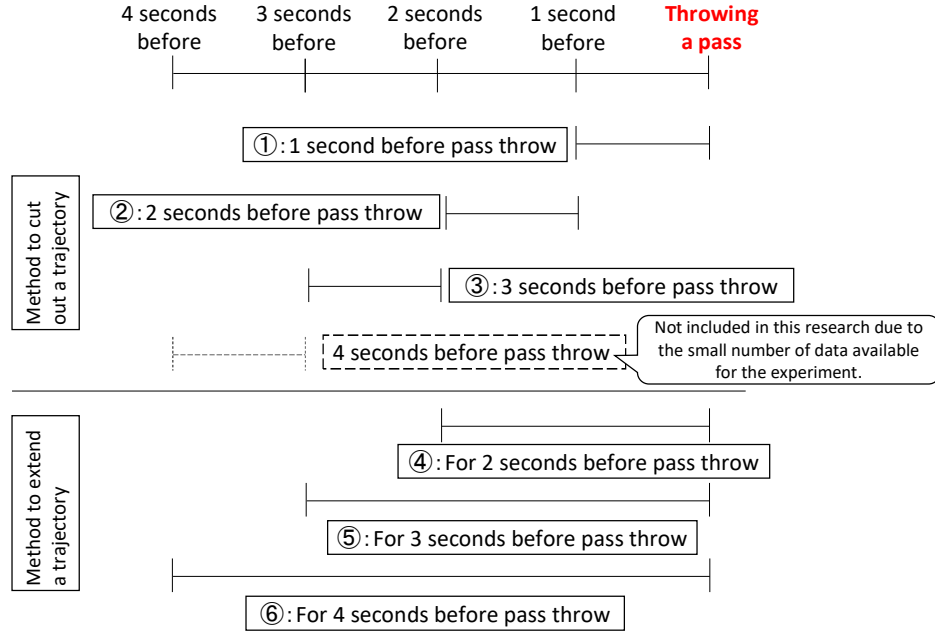 4 seconds
before
3 seconds
before
2 seconds
before
1 second
before
Throwing
a pass
①: 1 second before pass throw
Method to cut
out a trajectory
②: 2 seconds before pass throw
③: 3 seconds before pass throw
4 seconds before pass throw
Not included in this research due to
the small number of data available
for the experiment.
Method to extend
a trajectory
④: For 2 seconds before pass throw
⑤: For 3 seconds before pass throw
⑥: For 4 seconds before pass throw